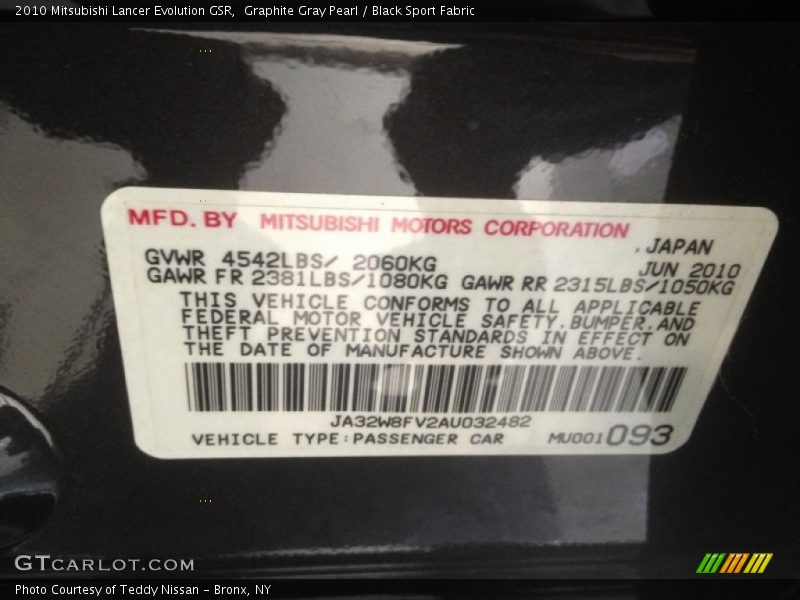 2010 Mitsubishi Lancer Evolution GSR, Graphite Gray Pearl / Black Sport Fabric
MFD. BY MITSUBISHI MOTORS CORPORATION
.JAPAN
GVWR 4542LBS/ 2060KG JUN 2010
GAWR FR 2381LBS/1080KG GAWR RR 2315LBS/1050KG
THIS VEHICLE CONFORMS TO ALL APPLICABLE
FEDERAL MOTOR VEHICLE SAFETY.BUMPER.AND
THEFT PREVENTION STANDARDS IN EFFECT ON
THE DATE OF MANUFACTURE SHOWN ABOVE.
JA32W8FV2AU032482
VEHICLE TYPE:PASSENGER CAR MU001093
GTCARLOT.COM
Photo Courtesy of Teddy Nissan - Bronx, NY